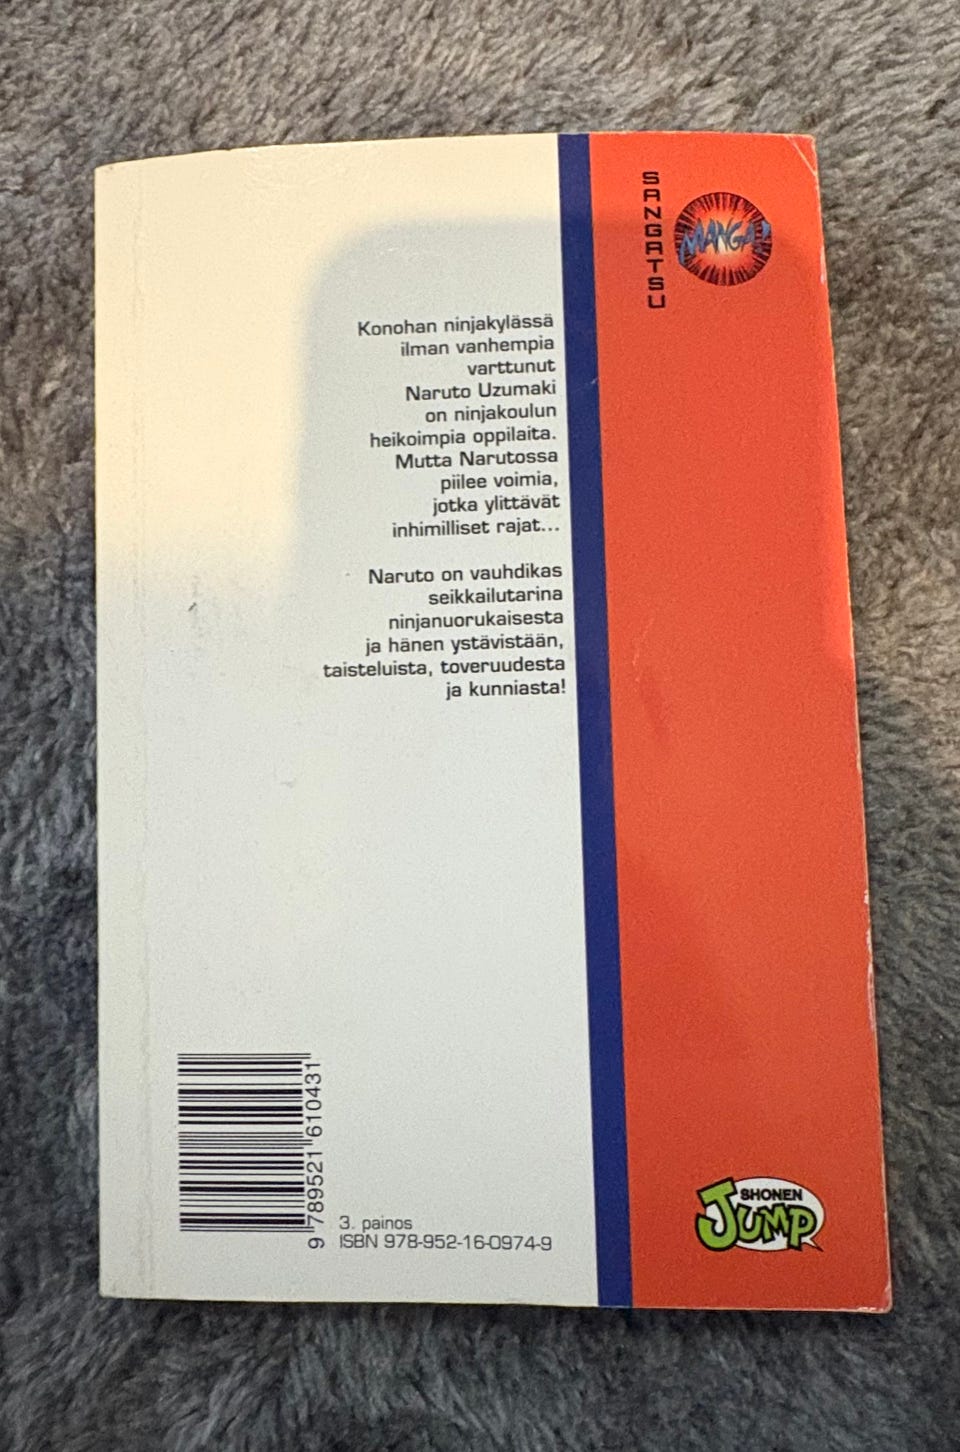 SANGATSU
MANGA!
Konohan ninjakylässä
ilman vanhempia
varttunut
Naruto Uzumaki
on ninjakoulun
heikoimpia oppilaita.
Mutta Narutossa
piilee voimia,
jotka ylittävät
inhimilliset rajat...
Naruto on vauhdikas
seikkailutarina
ninjanuorukaisesta
ja hänen ystävistään,
taisteluista, toveruudesta
ja kunniasta!
9 789521 610431
3. painos
ISBN 978-952-16-0974-9
SHONEN
JUMP